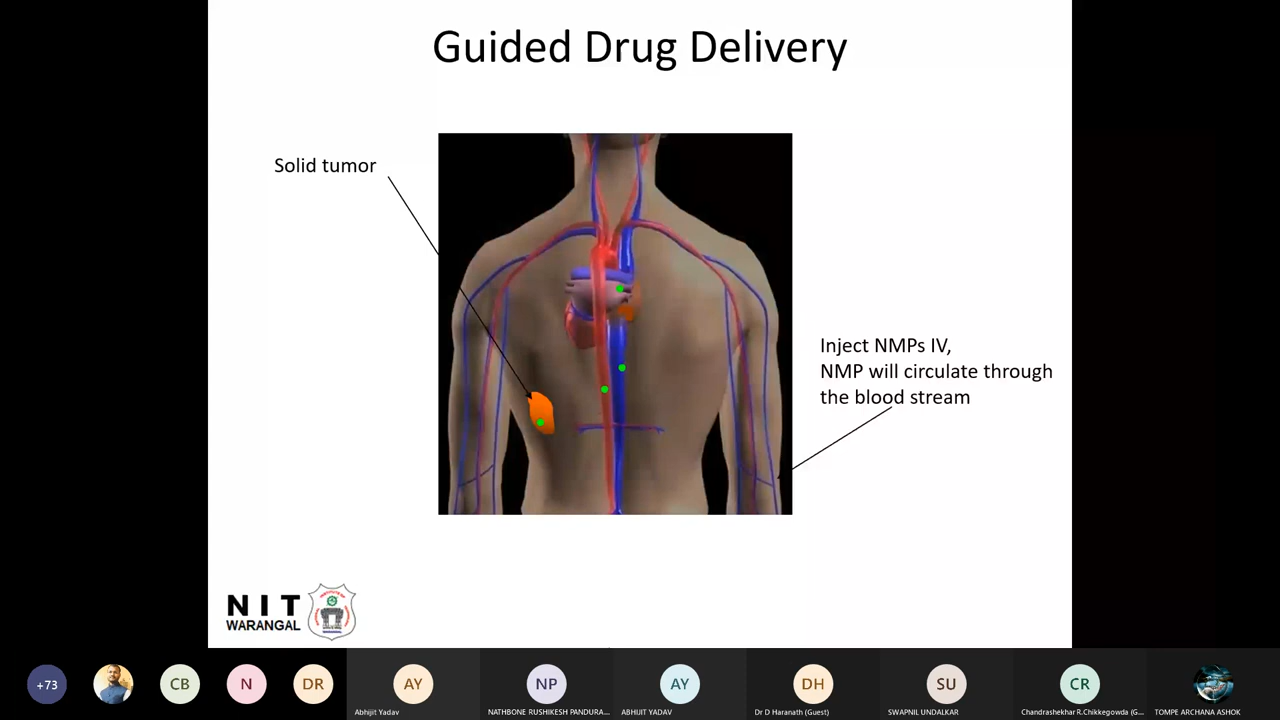 Guided Drug Delivery
Solid tumor
Inject NMPs IV,
NMP will circulate through
the blood stream
NIT
WARANGAL
+73
CB
N
DR
AY
NP
AY
DH
SU
CR
Abhijit Yadav
NATHBONE RUSHIKESH PANDURA...
ABHIJIT YADAV
Dr D Haranath (Guest)
SWAPNIL UNDALKAR
Chandrashekhar R.Chikkegowda (G...
TOMPE ARCHANA ASHOK